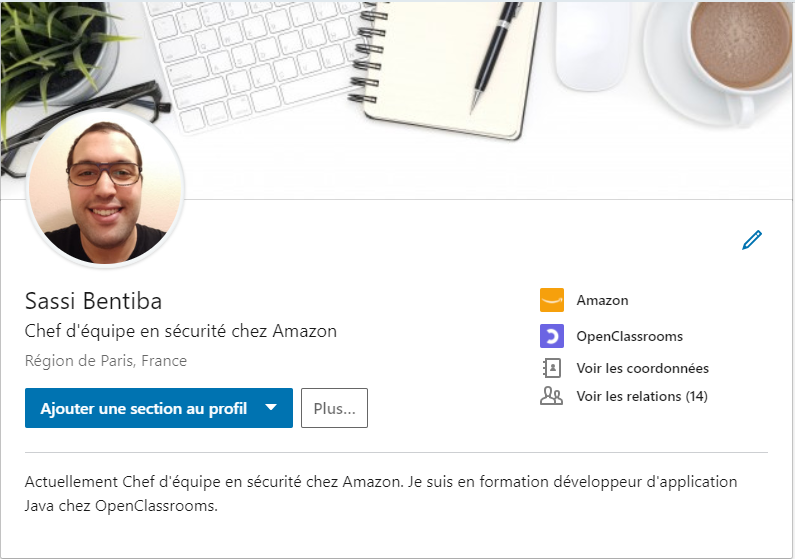 Sassi Bentiba
Chef d'équipe en sécurité chez Amazon
Région de Paris, France
Ajouter une section au profil
Plus...
Amazon
OpenClassrooms
Voir les coordonnées
Voir les relations (14)
Actuellement Chef d'équipe en sécurité chez Amazon. Je suis en formation développeur d'application
Java chez OpenClassrooms.